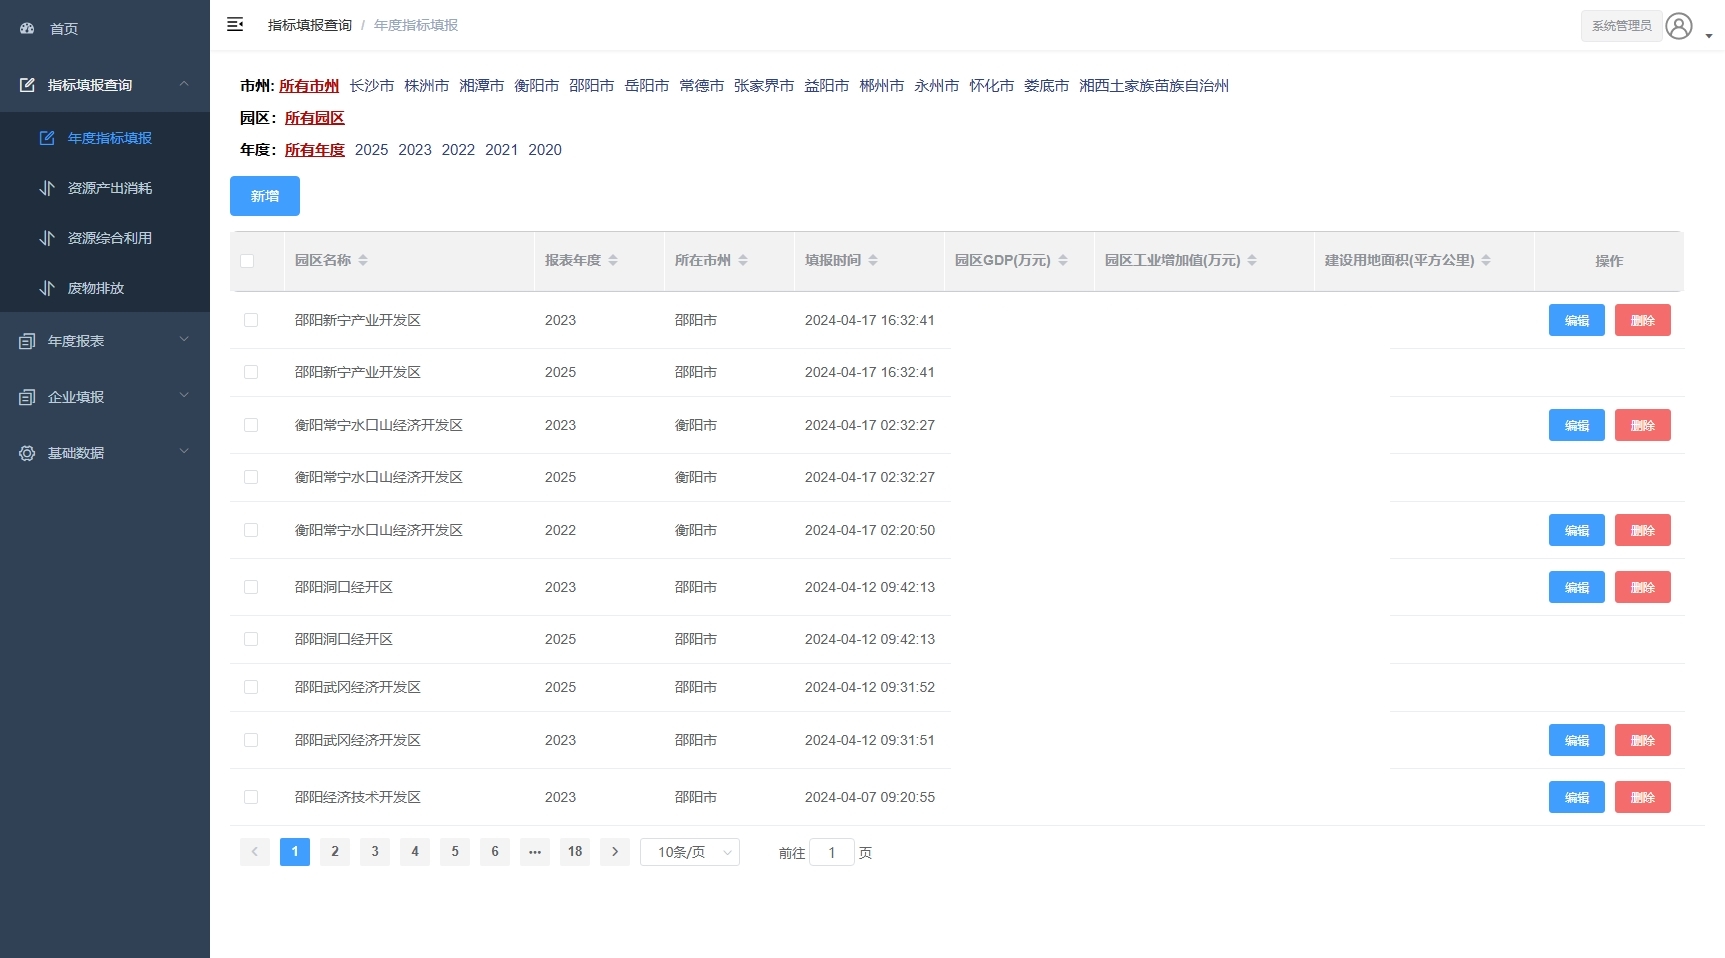 首页
指标填报查询
年度指标填报
资源产出消耗
资源综合利用
废物排放
年度报表
企业填报
基础数据
指标填报查询 / 年度指标填报
系统管理员
市州: 所有市州 长沙市 株洲市 湘潭市 衡阳市 邵阳市 岳阳市 常德市 张家界市 益阳市 郴州市 永州市 怀化市 娄底市 湘西土家族苗族自治州
园区: 所有园区
年度: 所有年度 2025 2023 2022 2021 2020
新增
园区名称 报表年度 所在市州 填报时间 园区GDP(万元) 园区工业增加值(万元) 建设用地面积(平方公里) 操作
邵阳新宁产业开发区 2023 邵阳市 2024-04-17 16:32:41 编辑 删除
邵阳新宁产业开发区 2025 邵阳市 2024-04-17 16:32:41
衡阳常宁水口山经济开发区 2023 衡阳市 2024-04-17 02:32:27 编辑 删除
衡阳常宁水口山经济开发区 2025 衡阳市 2024-04-17 02:32:27
衡阳常宁水口山经济开发区 2022 衡阳市 2024-04-17 02:20:50 编辑 删除
邵阳洞口经开区 2023 邵阳市 2024-04-12 09:42:13 编辑 删除
邵阳洞口经开区 2025 邵阳市 2024-04-12 09:42:13
邵阳武冈经济开发区 2025 邵阳市 2024-04-12 09:31:52
邵阳武冈经济开发区 2023 邵阳市 2024-04-12 09:31:51 编辑 删除
邵阳经济技术开发区 2023 邵阳市 2024-04-07 09:20:55 编辑 删除
1 2 3 4 5 6 ••• 18 10条/页 前往 1 页